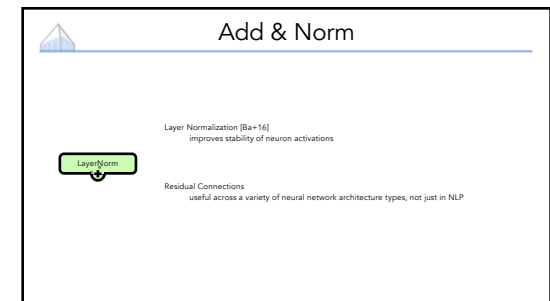 Add & Norm
Layer Normalization [Ba+16]
improves stability of neuron activations
LayerNorm
Residual Connections
useful across a variety of neural network architecture types, not just in NLP